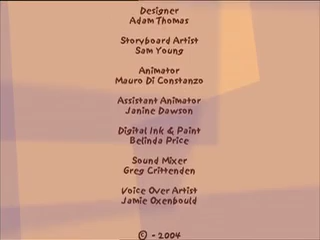 Designer
Adam Thomas
Storyboard Artist
Sam Young
Animator
Mauro Di Constanzo
Assistant Animator
Janine Dawson
Digital Ink & Paint
Belinda Price
Sound Mixer
Greg Crittenden
Voice Over Artist
Jamie Oxenbould
© - 2004